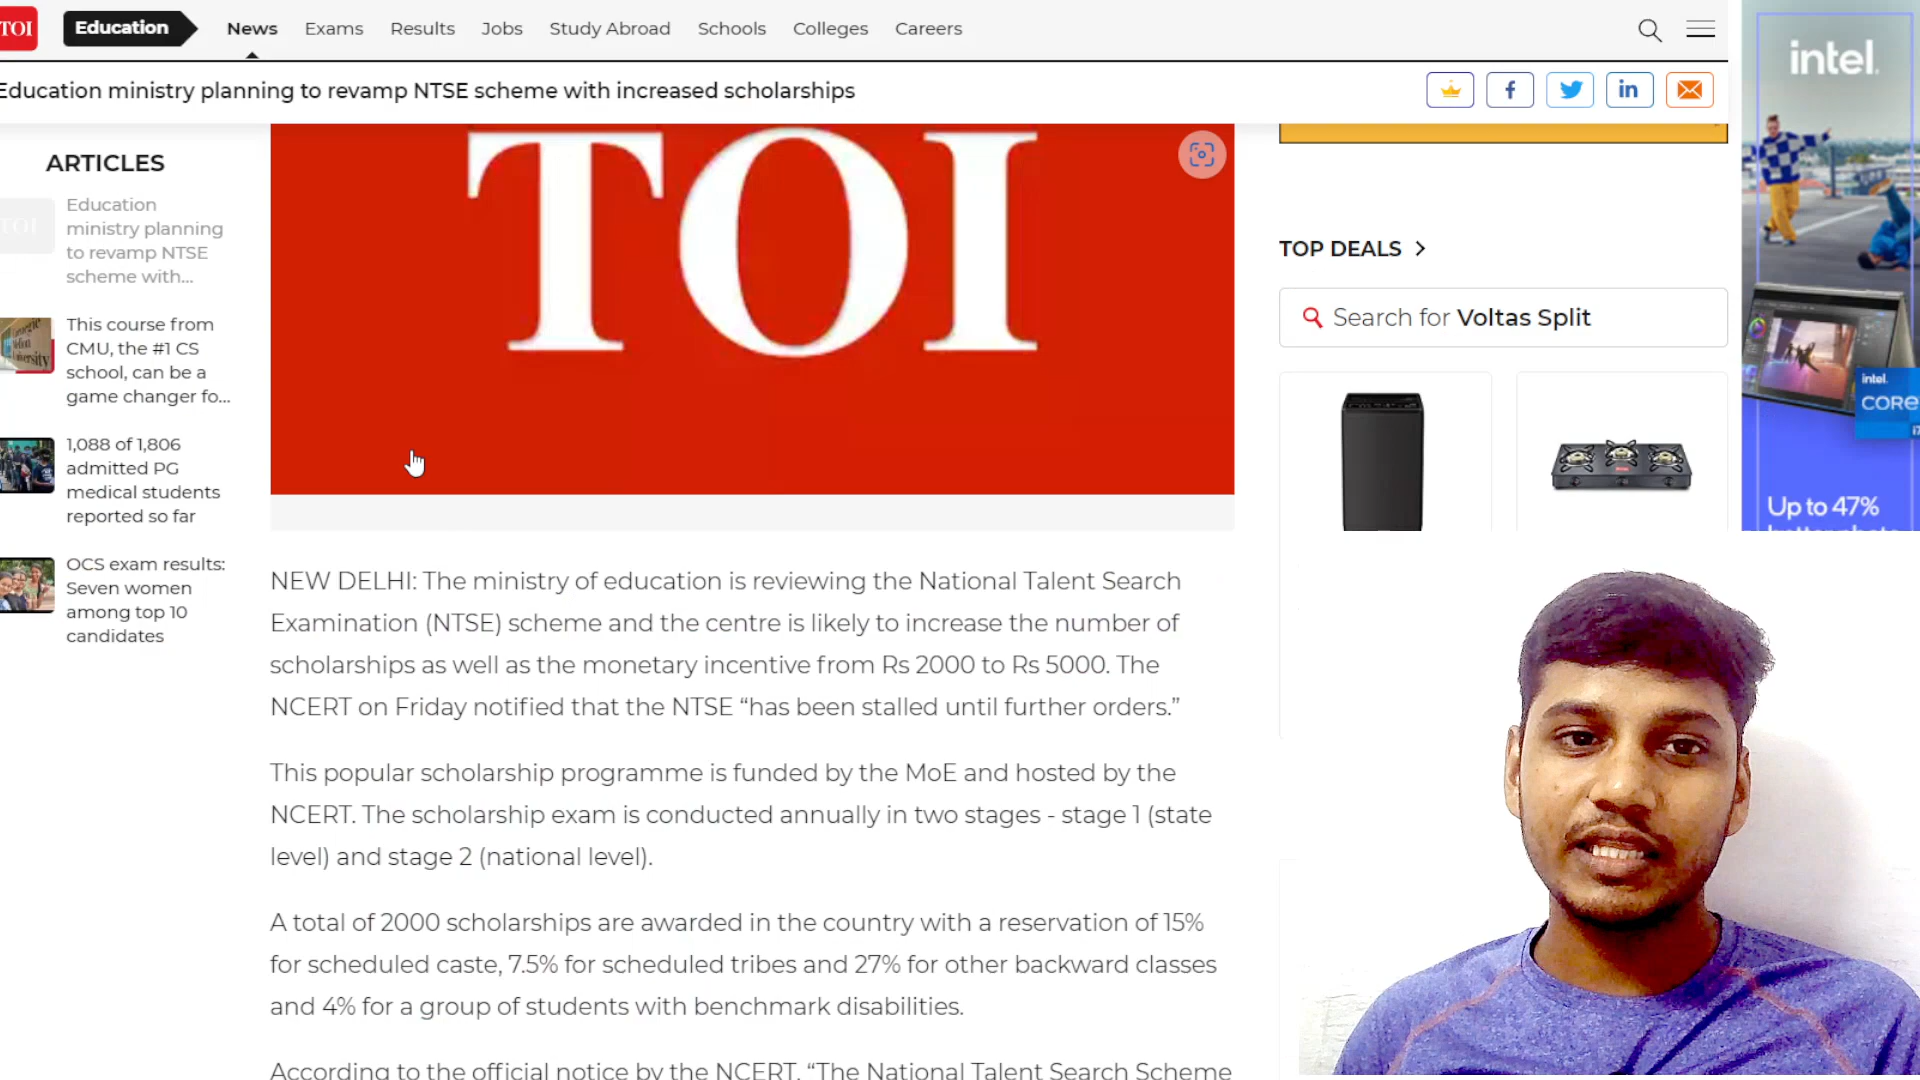 TOI
Education
News
Exams
Results
Jobs
Study Abroad
Schools
Colleges
Careers
Education ministry planning to revamp NTSE scheme with increased scholarships
ARTICLES
Education
ministry planning
to revamp NTSE
scheme with...
This course from
CMU, the #1 CS
school, can be a
game changer fo...
1,088 of 1,806
admitted PG
medical students
reported so far
OCS exam results:
Seven women
among top 10
candidates
TOI
NEW DELHI: The ministry of education is reviewing the National Talent Search
Examination (NTSE) scheme and the centre is likely to increase the number of
scholarships as well as the monetary incentive from Rs 2000 to Rs 5000. The
NCERT on Friday notified that the NTSE “has been stalled until further orders.”
This popular scholarship programme is funded by the MoE and hosted by the
NCERT. The scholarship exam is conducted annually in two stages - stage 1 (state
level) and stage 2 (national level).
A total of 2000 scholarships are awarded in the country with a reservation of 15%
for scheduled caste, 7.5% for scheduled tribes and 27% for other backward classes
and 4% for a group of students with benchmark disabilities.
According to the official notice by the NCERT, “The National Talent Search Scheme
TOP DEALS
Search for Voltas Split
intel.
intel.
CORE
Up to 47%